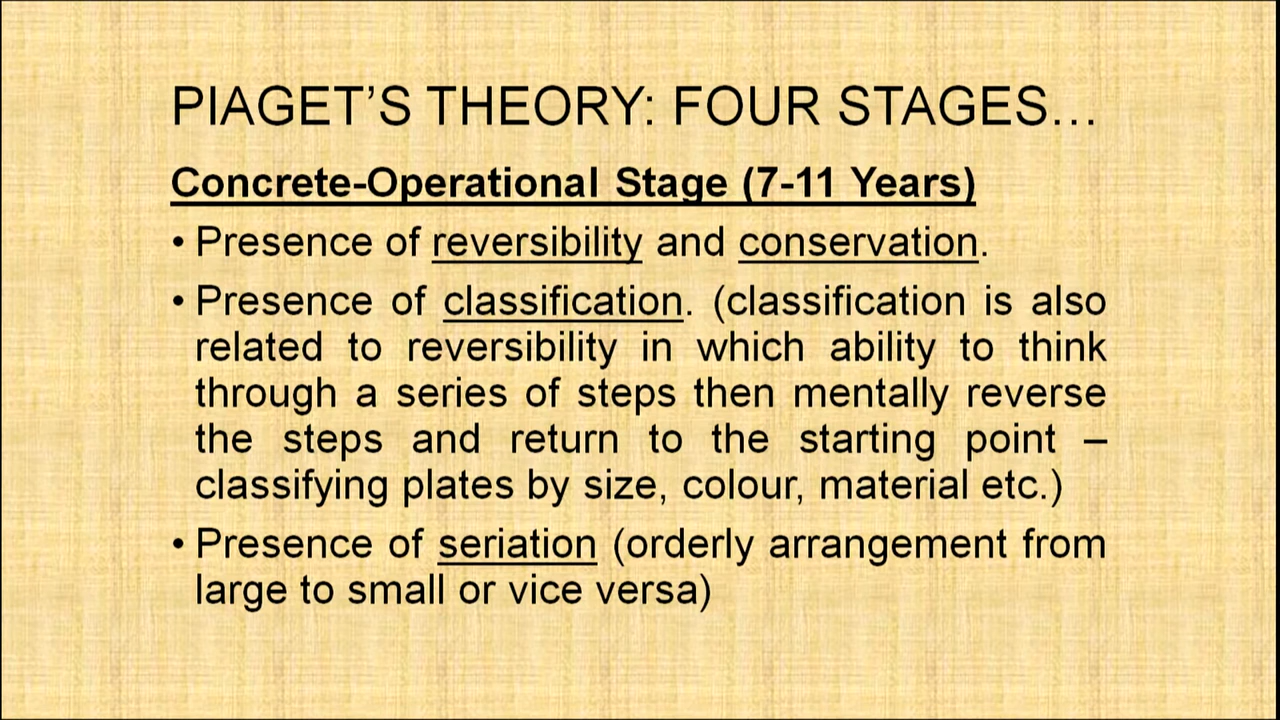 PIAGET’S THEORY: FOUR STAGES…
Concrete-Operational Stage (7-11 Years)
• Presence of reversibility and conservation.
• Presence of classification. (classification is also
related to reversibility in which ability to think
through a series of steps then mentally reverse
the steps and return to the starting point –
classifying plates by size, colour, material etc.)
• Presence of seriation (orderly arrangement from
large to small or vice versa)